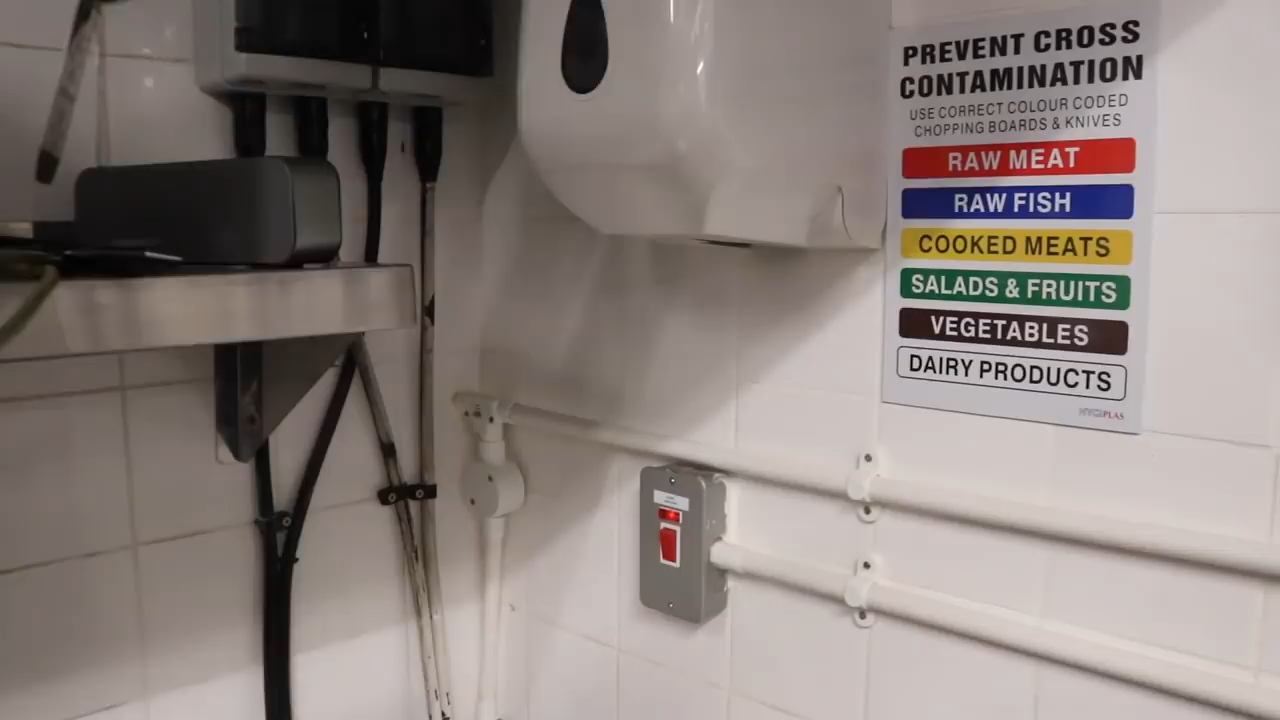 PREVENT CROSS
CONTAMINATION
USE CORRECT COLOUR CODED
CHOPPING BOARDS & KNIVES
RAW MEAT
RAW FISH
COOKED MEATS
SALADS & FRUITS
VEGETABLES
DAIRY PRODUCTS
HYGIPLAS